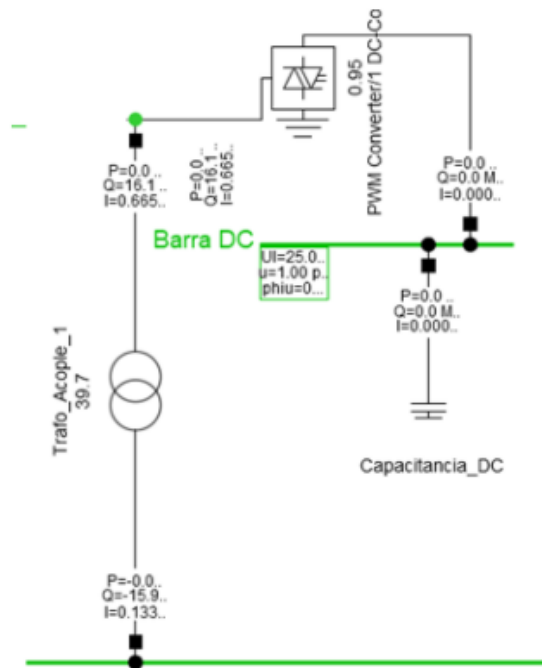 0.95
PWM Converter/1 DC-Co
P=0.0..
Q=16.1 ..
I=0.665..
P=0.0..
Q=16.1 ..
I=0.665..
P=0.0 ..
Q=0.0 M..
I=0.000..
Barra DC
Ul=25.0..
u=1.00 p..
phiu=0...
P=0.0 ..
Q=0.0 M..
I=0.000..
Trafo_Acople_1
39.7
Capacitancia_DC
P=-0.0..
Q=-15.9..
I=0.133..